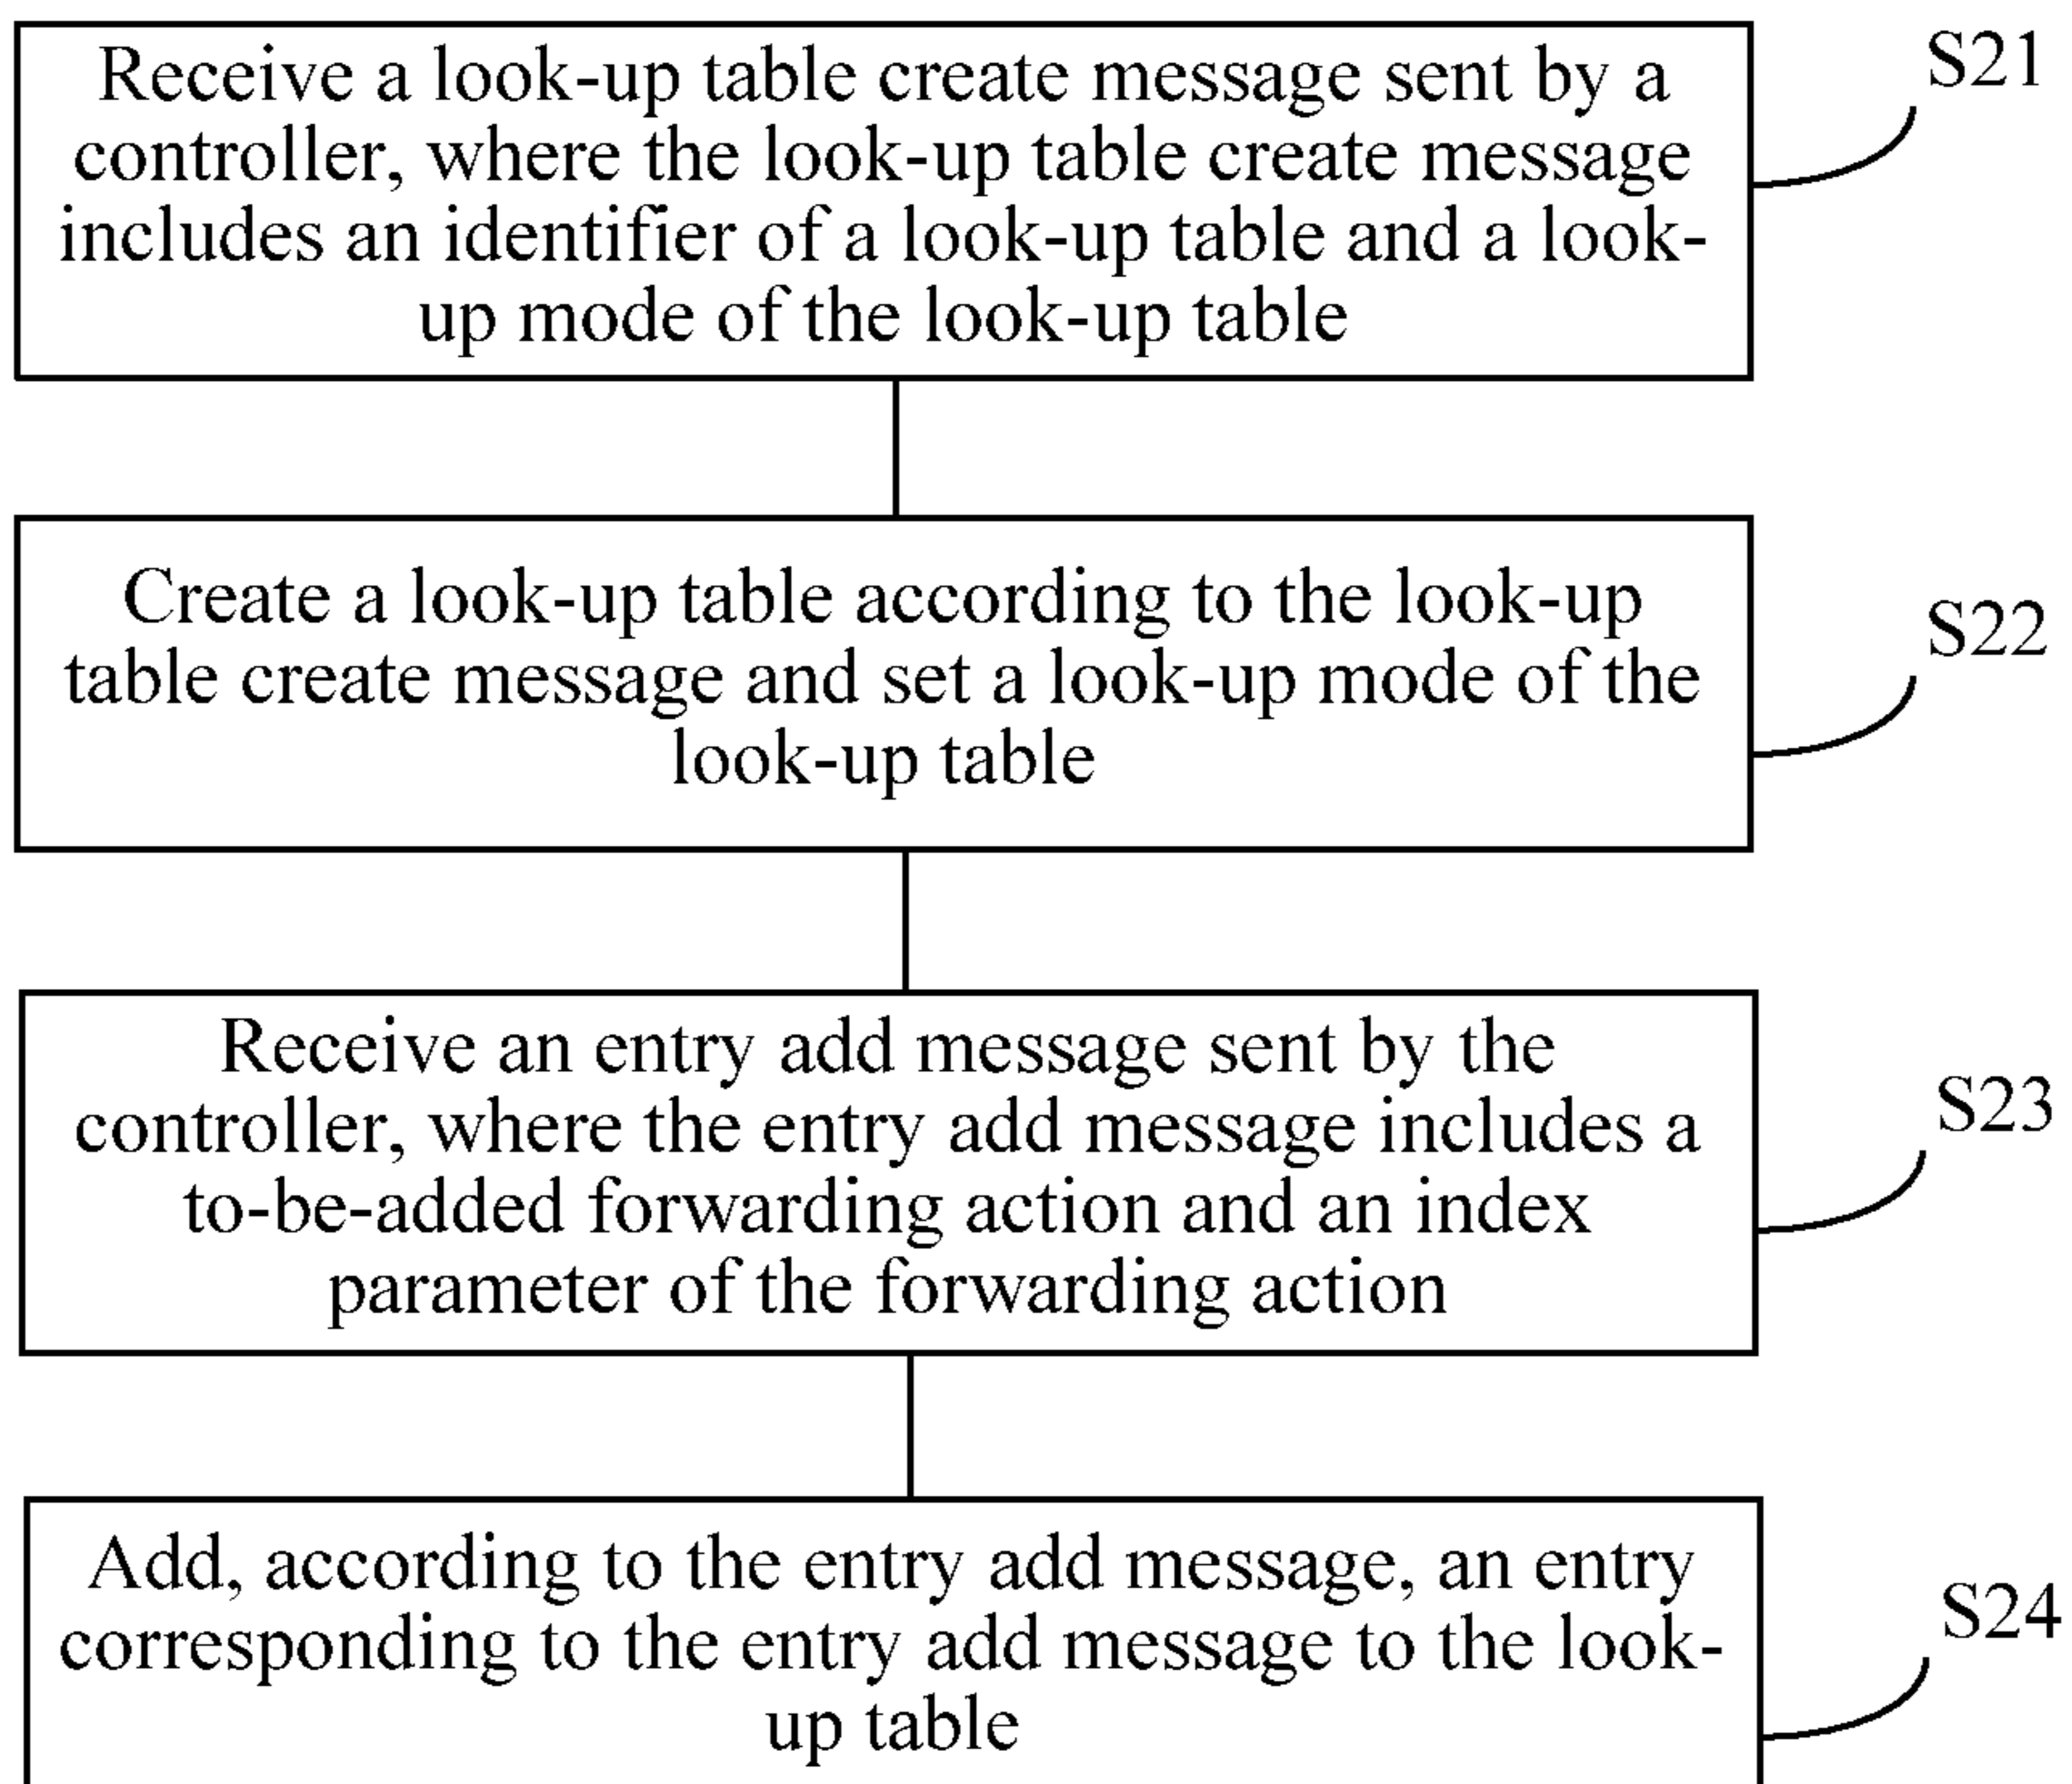 Receive a look-up table create message sent by a
controller, where the look-up table create message
includes an identifier of a look-up table and a look-
up mode of the look-up table
S21
Create a look-up table according to the look-up
table create message and set a look-up mode of the
look-up table
S22
Receive an entry add message sent by the
controller, where the entry add message includes a
to-be-added forwarding action and an index
parameter of the forwarding action
S23
Add, according to the entry add message, an entry
corresponding to the entry add message to the look-
up table
S24